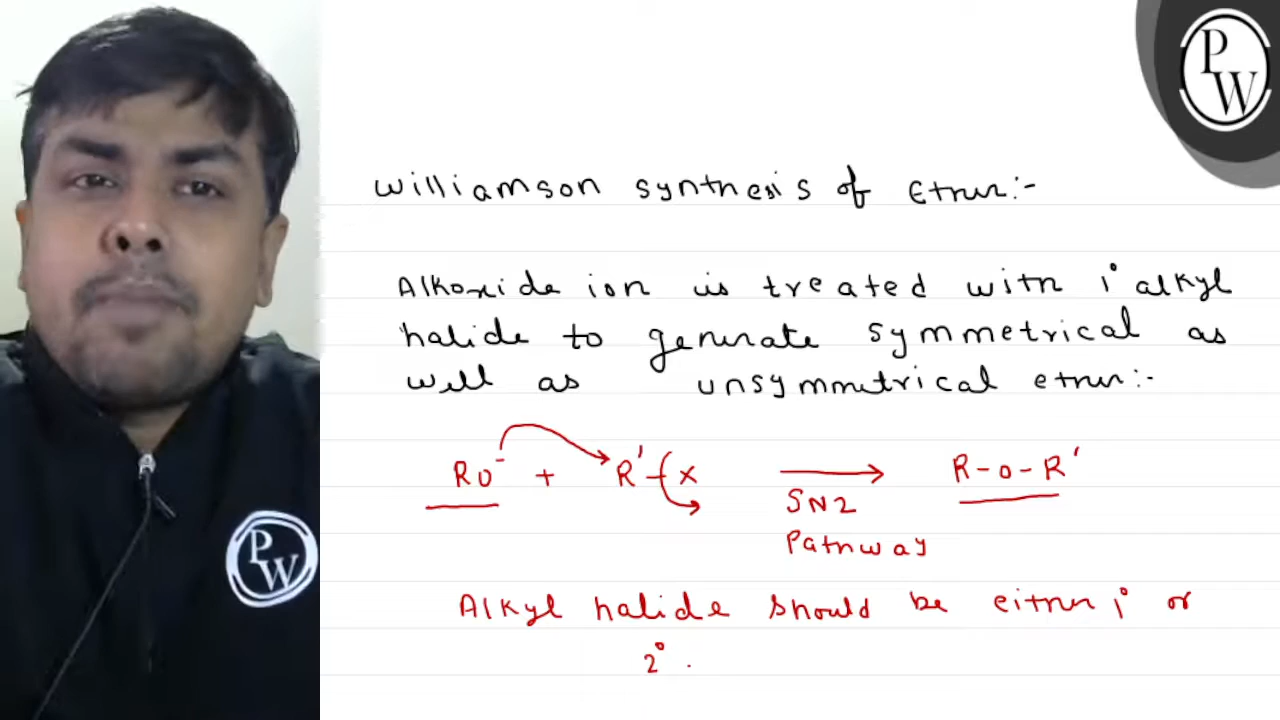 PW
Williamson synthesis of Ether:-
Alkoxide ion is treated with 1° alkyl
halide to generate symmetrical as
well as unsymmetrical ether:-
RO⁻ + R'-X → R-O-R'
SN2
Pathway
PW
Alkyl halide should be either 1° or
2°.